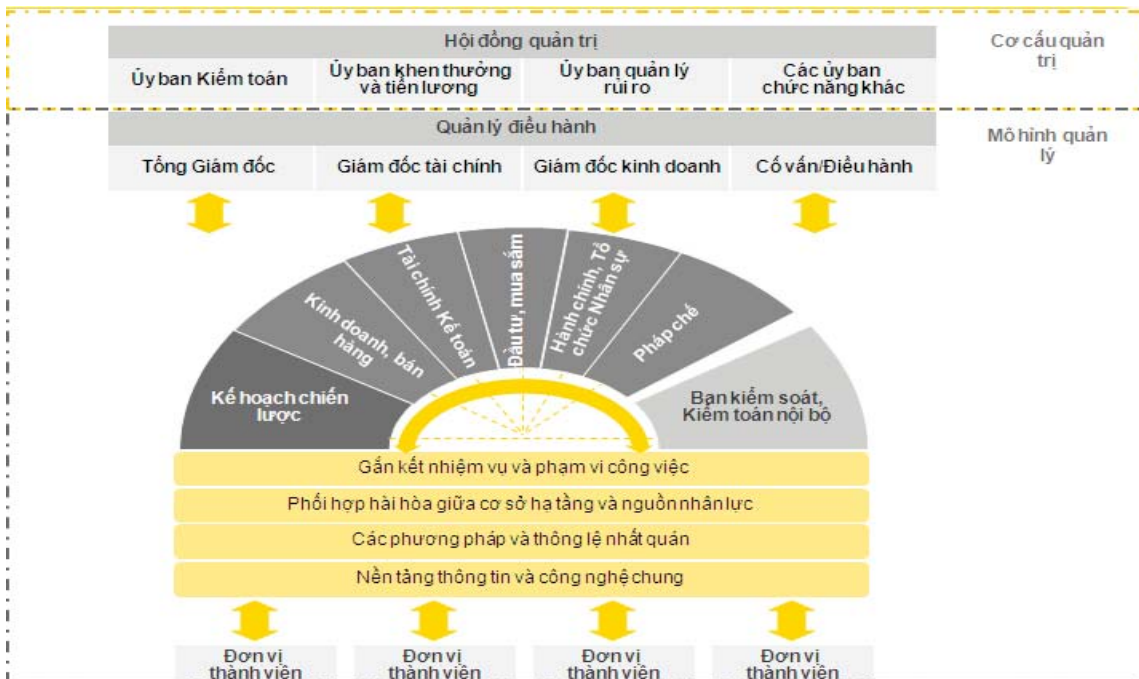 Hội đồng quản trị
Cơ cấu quản
trị
Ủy ban Kiểm toán
Ủy ban khen thưởng
và tiền lương
Ủy ban quản lý
rủi ro
Các ủy ban
chức năng khác
Quản lý điều hành
Mô hình quản
lý
Tổng Giám đốc
Giám đốc tài chính
Giám đốc kinh doanh
Cố vấn/Điều hành
Kế hoạch chiến
lược
Kinh doanh, bán
hàng
Tài chính Kế toán
Đầu tư, mua sắm
Hành chính, Tổ
chức Nhân sự
Pháp chế
Ban kiểm soát,
Kiểm toán nội bộ
Gắn kết nhiệm vụ và phạm vi công việc
Phối hợp hài hòa giữa cơ sở hạ tầng và nguồn nhân lực
Các phương pháp và thông lệ nhất quán
Nền tảng thông tin và công nghệ chung
Đơn vị
thành viên
Đơn vị
thành viên
Đơn vị
thành viên
Đơn vị
thành viên